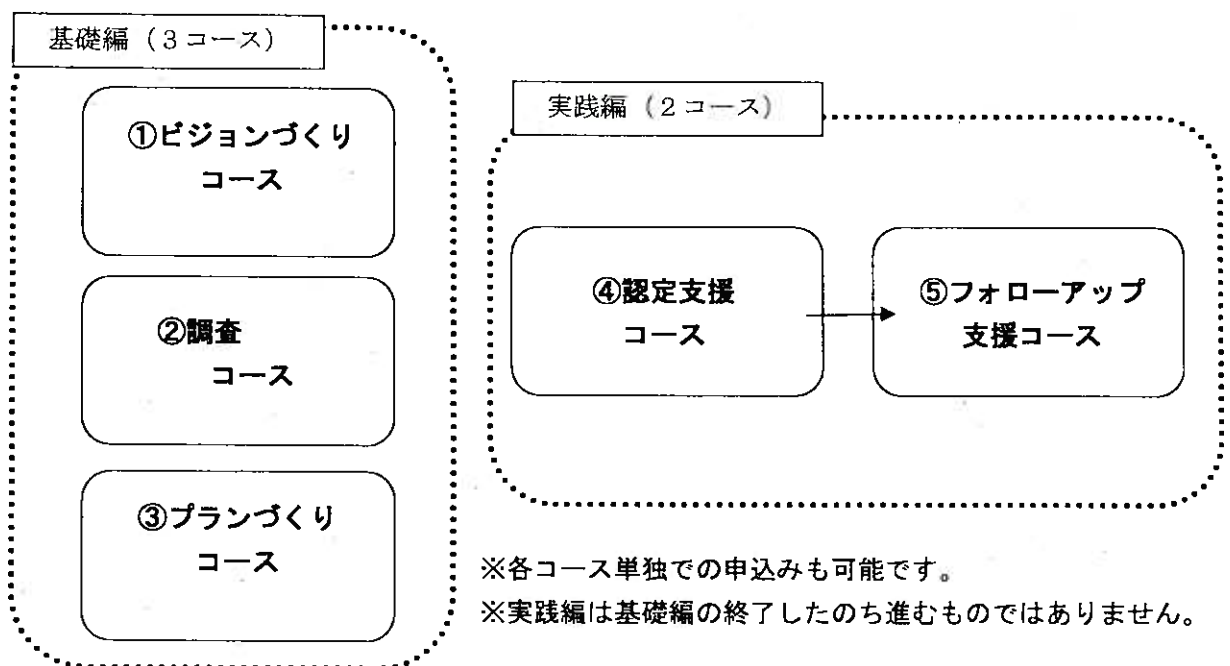 基礎編（３コース）
①ビジョンづくり
コース
②調査
コース
③プランづくり
コース
実践編（２コース）
④認定支援
コース
⑤フォローアップ
支援コース
※各コース単独での申込みも可能です。
※実践編は基礎編の終了したのち進むものではありません。